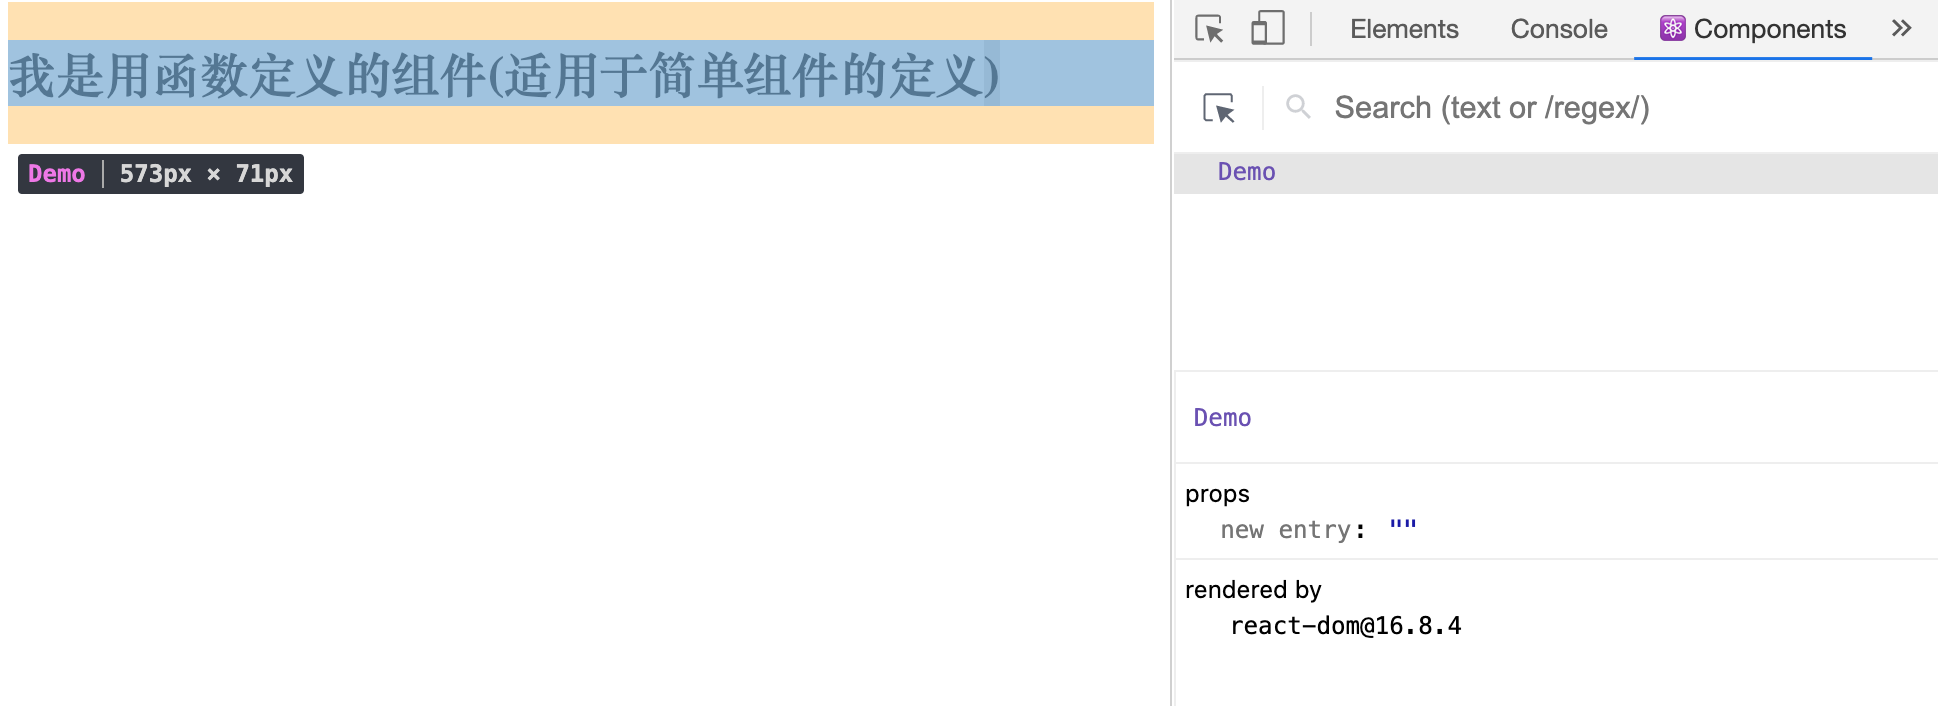 我是用函数定义的组件(适用于简单组件的定义)
Demo | 573px × 71px
Elements Console Components »
Search (text or /regex/)
Demo
Demo
props
new entry: ""
rendered by
react-dom@16.8.4